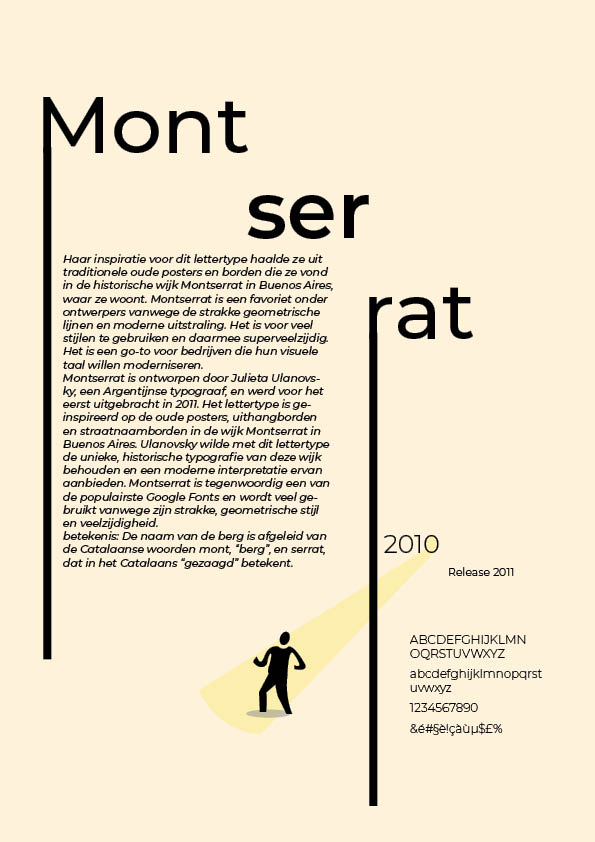 Mont
ser
rat
Haar inspiratie voor dit lettertype haalde ze uit
traditionele oude posters en borden die ze vond
in de historische wijk Montserrat in Buenos Aires,
waar ze woont. Montserrat is een favoriet onder
ontwerpers vanwege de strakke geometrische
lijnen en moderne uitstraling. Het is voor veel
stijlen te gebruiken en daarmee superveelzijdig.
Het is een go-to voor bedrijven die hun visuele
taal willen moderniseren.
Montserrat is ontworpen door Julieta Ulanovs-
ky, een Argentijnse typograaf, en werd voor het
eerst uitgebracht in 2011. Het lettertype is ge-
inspireerd op de oude posters, uithangborden
en straatnaamborden in de wijk Montserrat in
Buenos Aires. Ulanovsky wilde met dit lettertype
de unieke, historische typografie van deze wijk
behouden en een moderne interpretatie ervan
aanbieden. Montserrat is tegenwoordig een van
de populairste Google Fonts en wordt veel ge-
bruikt vanwege zijn strakke, geometrische stijl
en veelzijdigheid.
betekenis: De naam van de berg is afgeleid van
de Catalaanse woorden mont, “berg”, en serrat,
dat in het Catalaans “gezaagd” betekent.
2010
Release 2011
ABCDEFGHIJKLMN
OQRSTUVWXYZ
abcdefghijklmnopqrst
uvwxyz
1234567890
&é#§è!çàùµ$£%